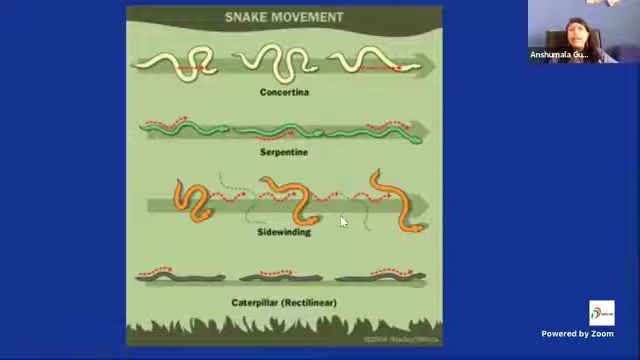 SNAKE MOVEMENT
Anshumala Gu...
Concertina
Serpentine
Sidewinding
Caterpillar (Rectilinear)
Powered by Zoom